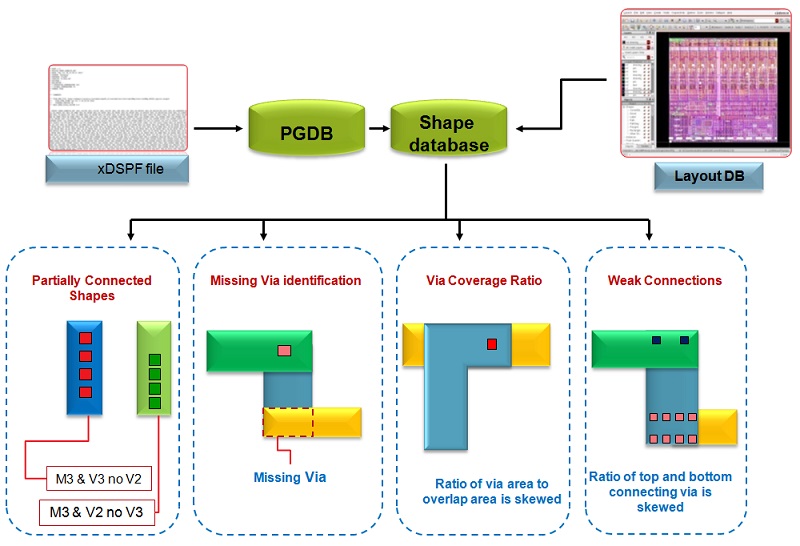 xDSPF file
PGDB
Shape
database
Layout DB
Partially Connected
Shapes
M3 & V3 no V2
M3 & V2 no V3
Missing Via identification
Missing Via
Via Coverage Ratio
Ratio of via area to
overlap area is skewed
Weak Connections
Ratio of top and bottom
connecting via is
skewed